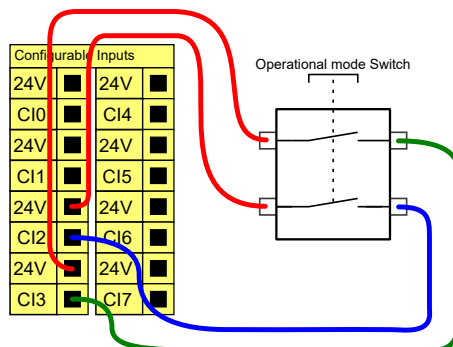 Configurable Inputs
Operational mode Switch
24V 24V
CI0 CI4
24V 24V
CI1 CI5
24V 24V
CI2 CI6
24V 24V
CI3 CI7